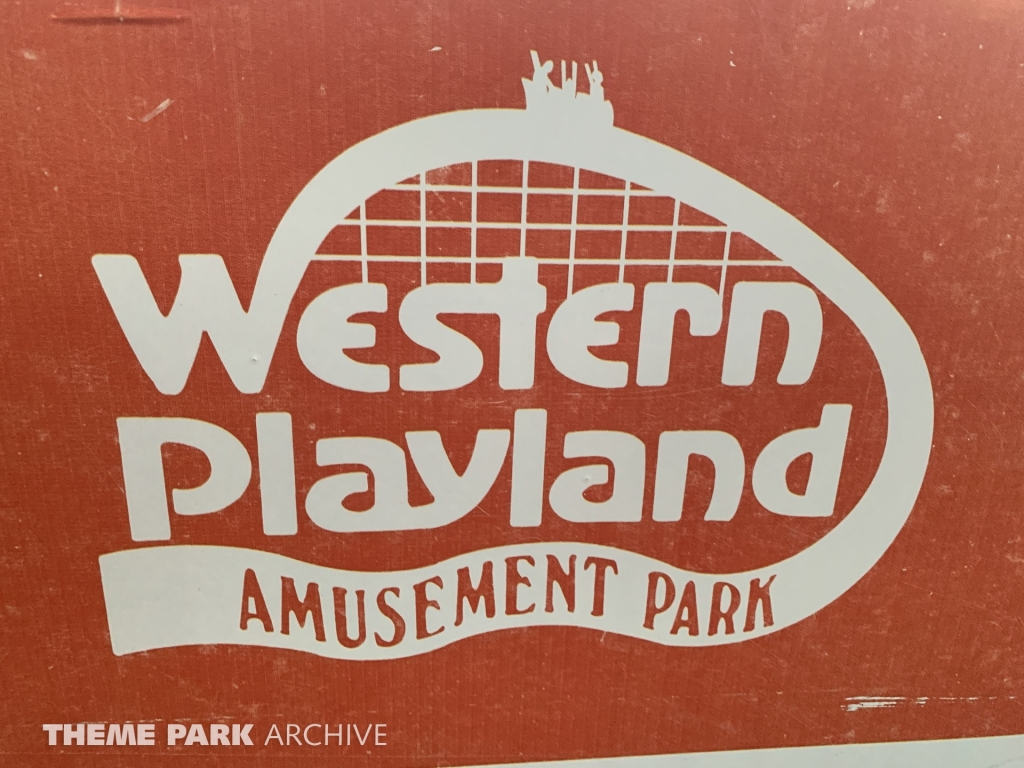 Western
Playland
AMUSEMENT PARK
THEME PARK ARCHIVE